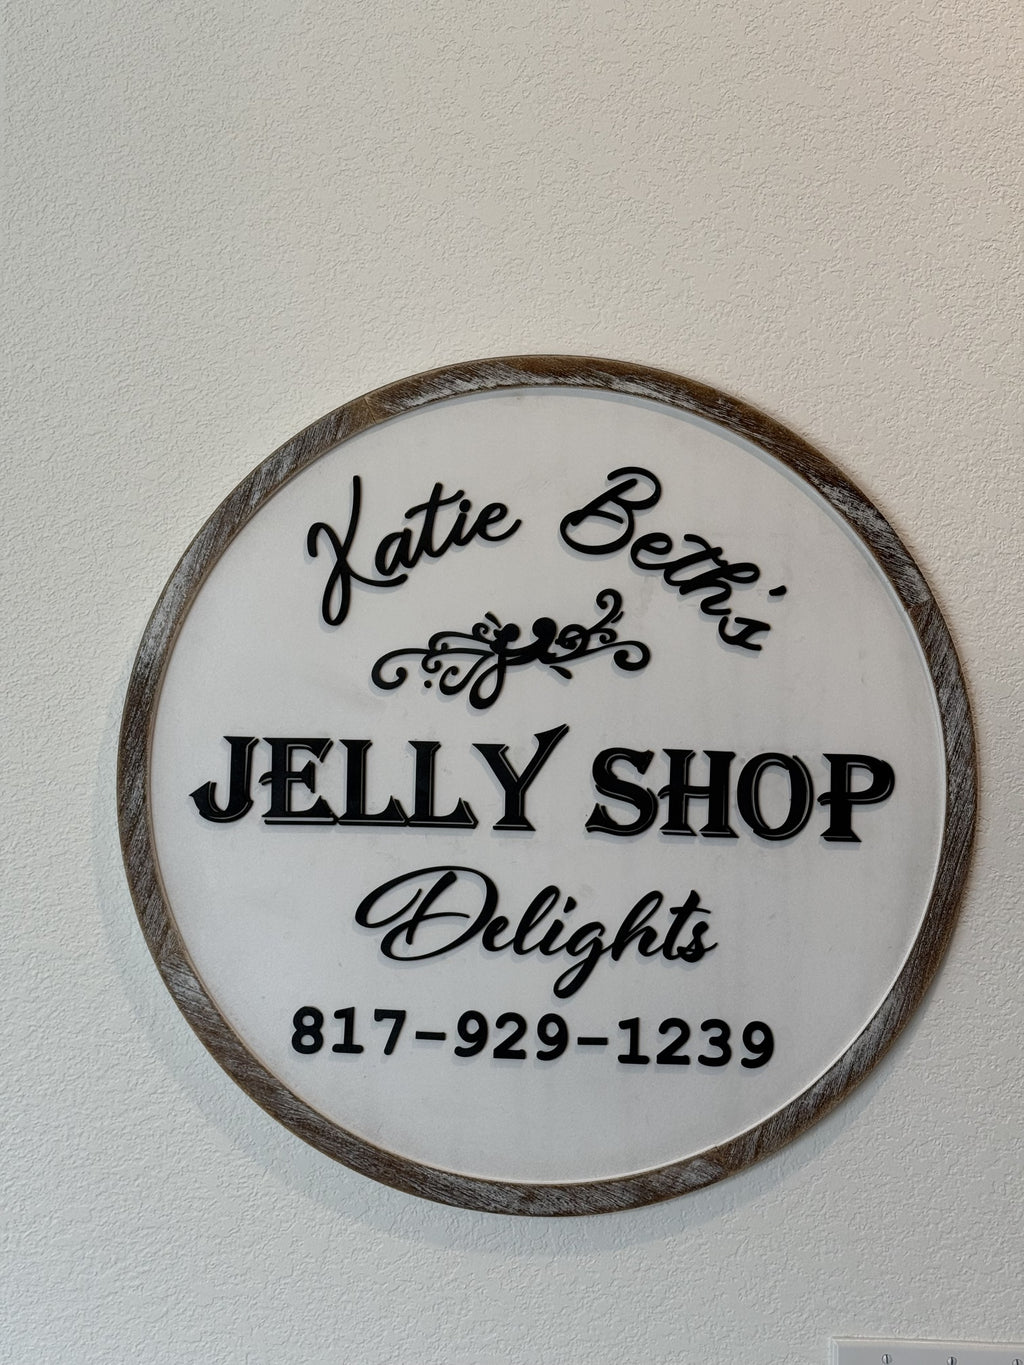 Katie Beth's
JELLY SHOP
Delights
817-929-1239